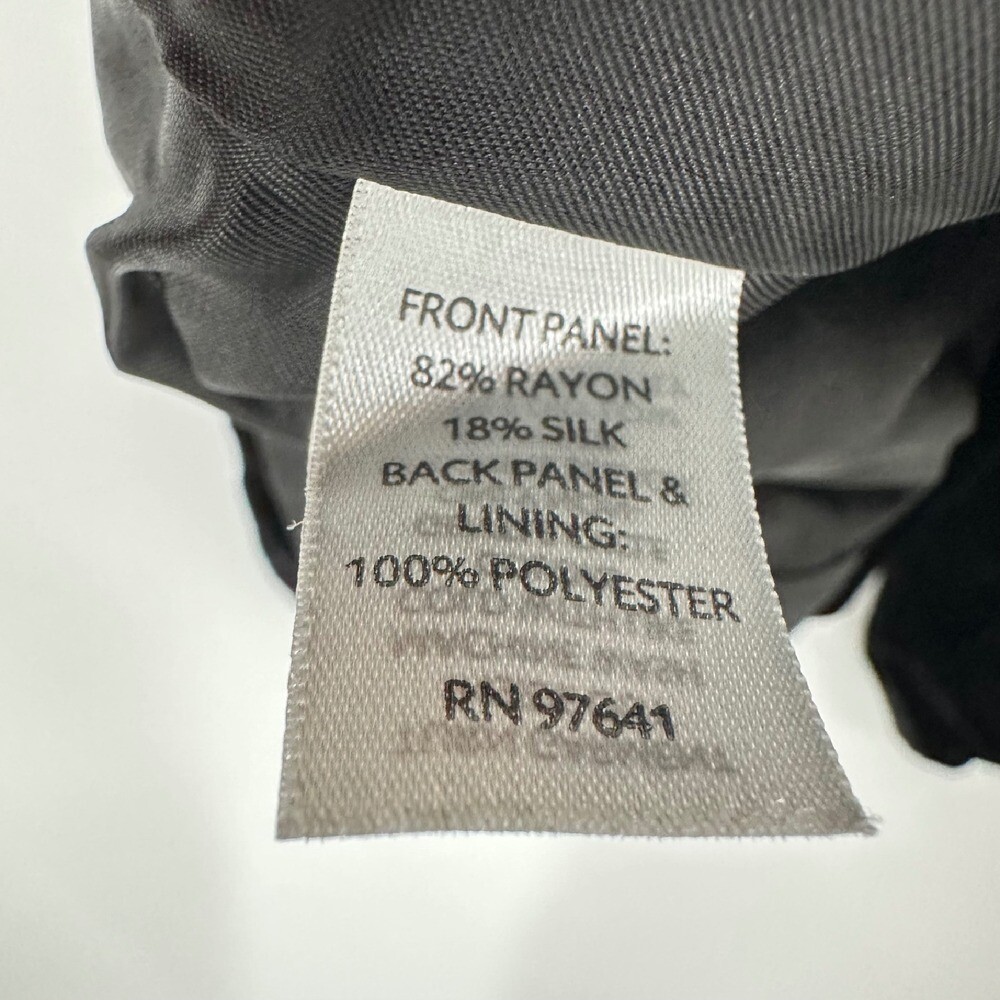 FRONT PANEL:
82% RAYON
18% SILK
BACK PANEL &
LINING:
100% POLYESTER
RN 97641